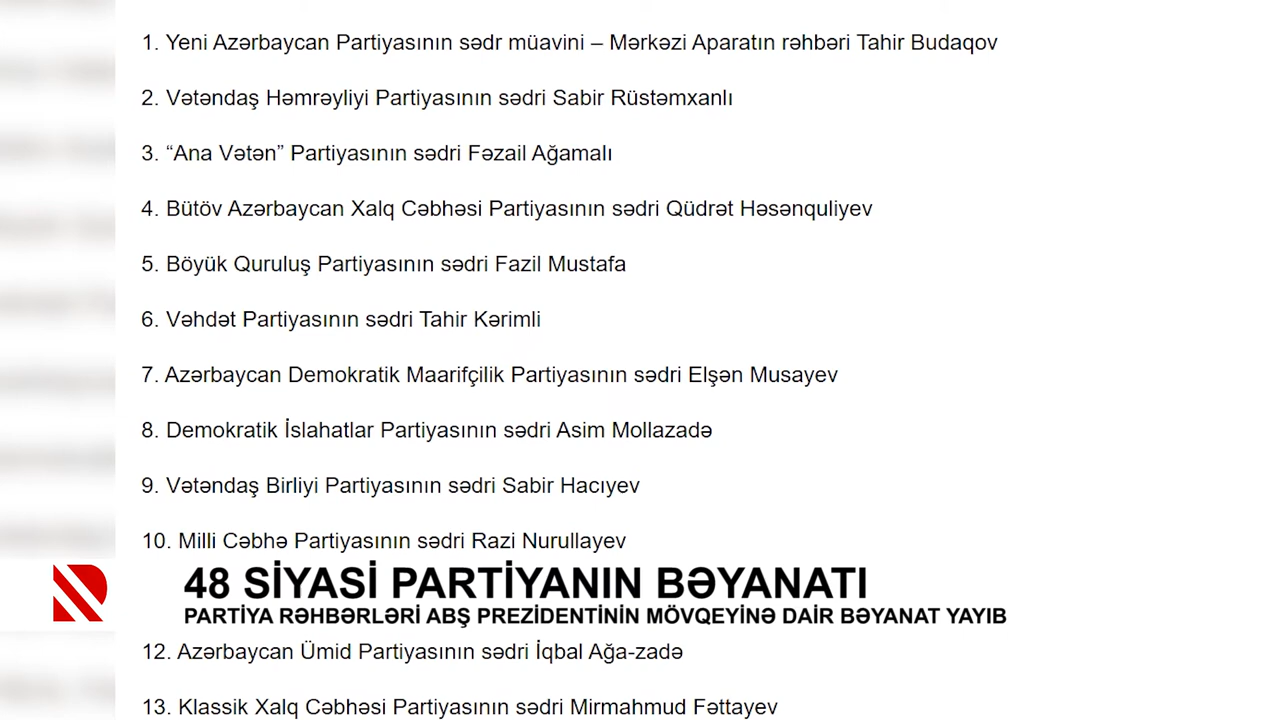 1. Yeni Azərbaycan Partiyasının sədr müavini – Mərkəzi Aparatın rəhbəri Tahir Budaqov
2. Vətəndaş Həmrəyliyi Partiyasının sədri Sabir Rüstəmxanlı
3. “Ana Vətən” Partiyasının sədri Fəzail Ağamalı
4. Bütöv Azərbaycan Xalq Cəbhəsi Partiyasının sədri Qüdrət Həsənquliyev
5. Böyük Quruluş Partiyasının sədri Fazil Mustafa
6. Vəhdət Partiyasının sədri Tahir Kərimli
7. Azərbaycan Demokratik Maarifçilik Partiyasının sədri Elşən Musayev
8. Demokratik İslahatlar Partiyasının sədri Asim Mollazadə
9. Vətəndaş Birliyi Partiyasının sədri Sabir Hacıyev
10. Milli Cəbhə Partiyasının sədri Razi Nurullayev
48 SİYASİ PARTİYANIN BƏYANATI
PARTİYA RƏHBƏRLƏRİ ABŞ PREZİDENTİNİN MÖVQEYİNƏ DAİR BƏYANAT YAYIB
12. Azərbaycan Ümid Partiyasının sədri İqbal Ağa-zadə
13. Klassik Xalq Cəbhəsi Partiyasının sədri Mirmahmud Fəttayev